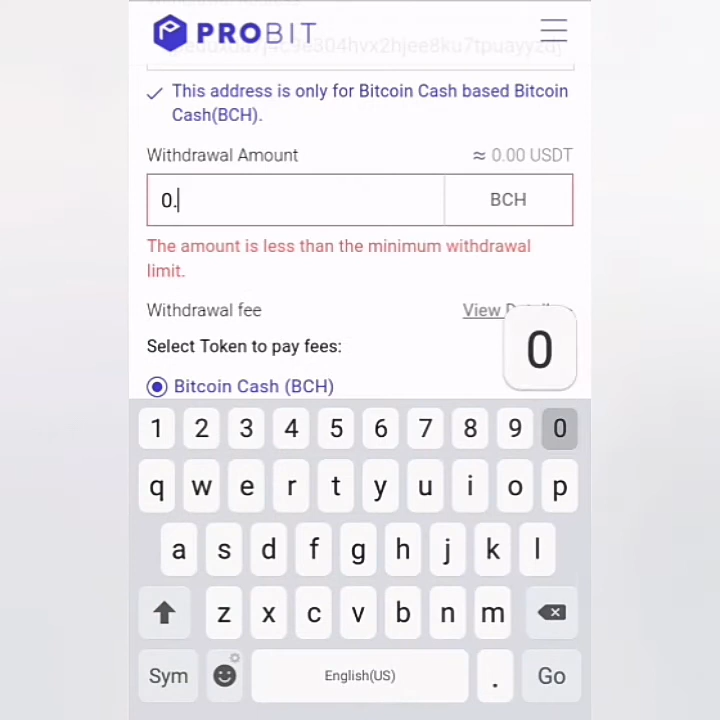 PROBIT
This address is only for Bitcoin Cash based Bitcoin
Cash(BCH).
Withdrawal Amount ≈ 0.00 USDT
0. BCH
The amount is less than the minimum withdrawal
limit.
Withdrawal fee View
0
Select Token to pay fees:
Bitcoin Cash (BCH)
1 2 3 4 5 6 7 8 9 0
q w e r t y u i o p
a s d f g h j k l
z x c v b n m
Sym English(US) . Go